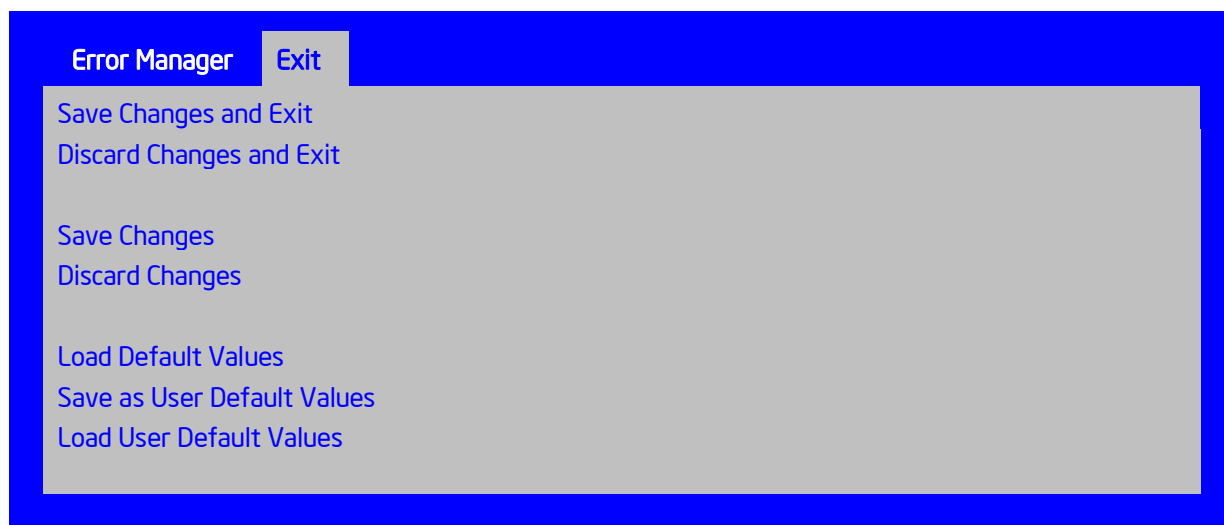 Error Manager Exit
Save Changes and Exit
Discard Changes and Exit
Save Changes
Discard Changes
Load Default Values
Save as User Default Values
Load User Default Values